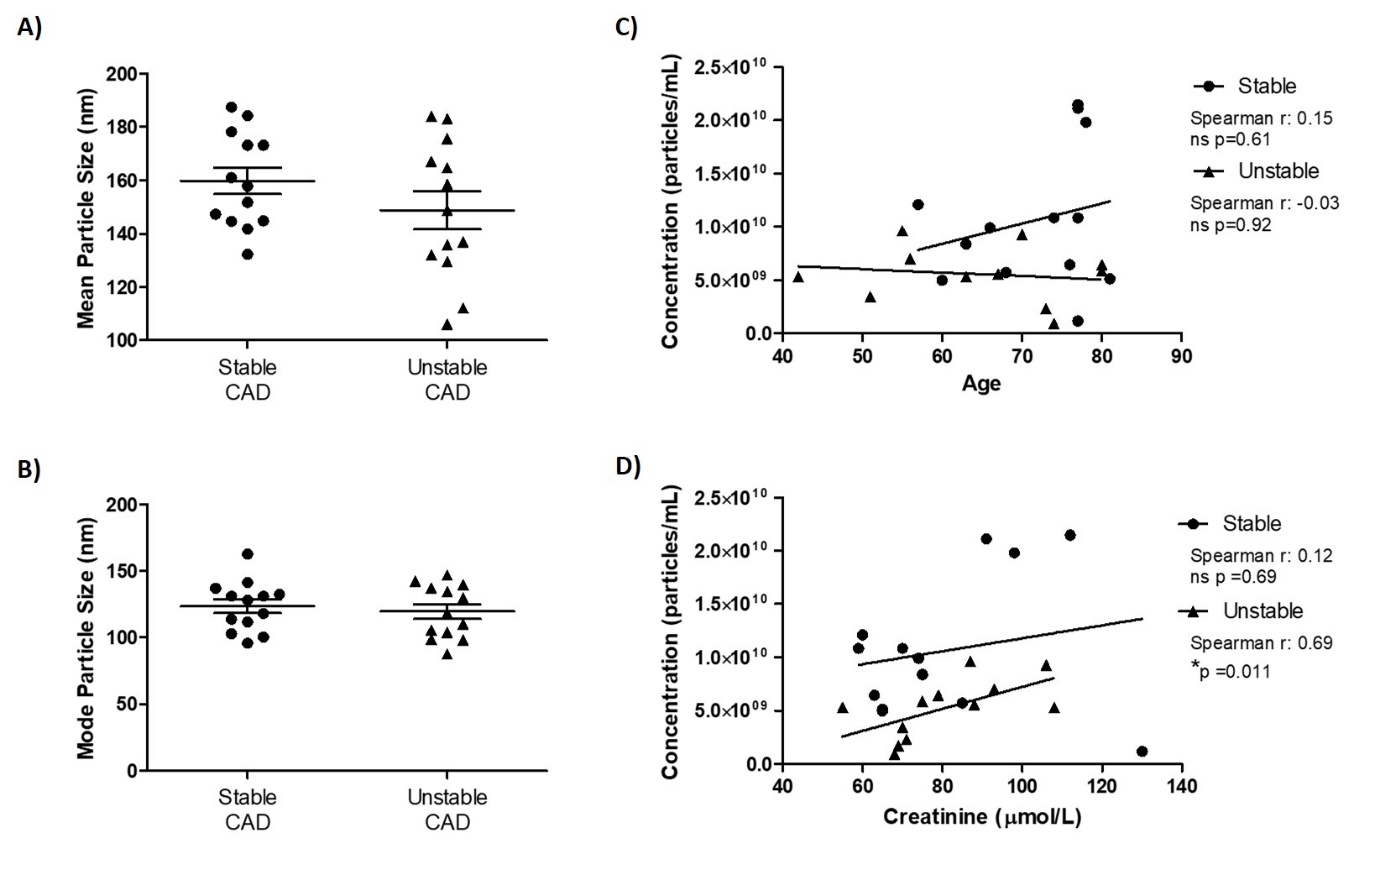 A)
Mean Particle Size (nm)
200
180
160
140
120
100
Stable
CAD
Unstable
CAD
B)
Mode Particle Size (nm)
200
150
100
50
0
Stable
CAD
Unstable
CAD
C)
Concentration (particles/mL)
2.5×10¹⁰
2.0×10¹⁰
1.5×10¹⁰
1.0×10¹⁰
5.0×10⁰⁹
0.0
40 50 60 70 80 90
Age
Stable
Spearman r: 0.15
ns p=0.61
Unstable
Spearman r: -0.03
ns p=0.92
D)
Concentration (particles/mL)
2.5×10¹⁰
2.0×10¹⁰
1.5×10¹⁰
1.0×10¹⁰
5.0×10⁰⁹
0.0
40 60 80 100 120 140
Creatinine (μmol/L)
Stable
Spearman r: 0.12
ns p =0.69
Unstable
Spearman r: 0.69
*p =0.011